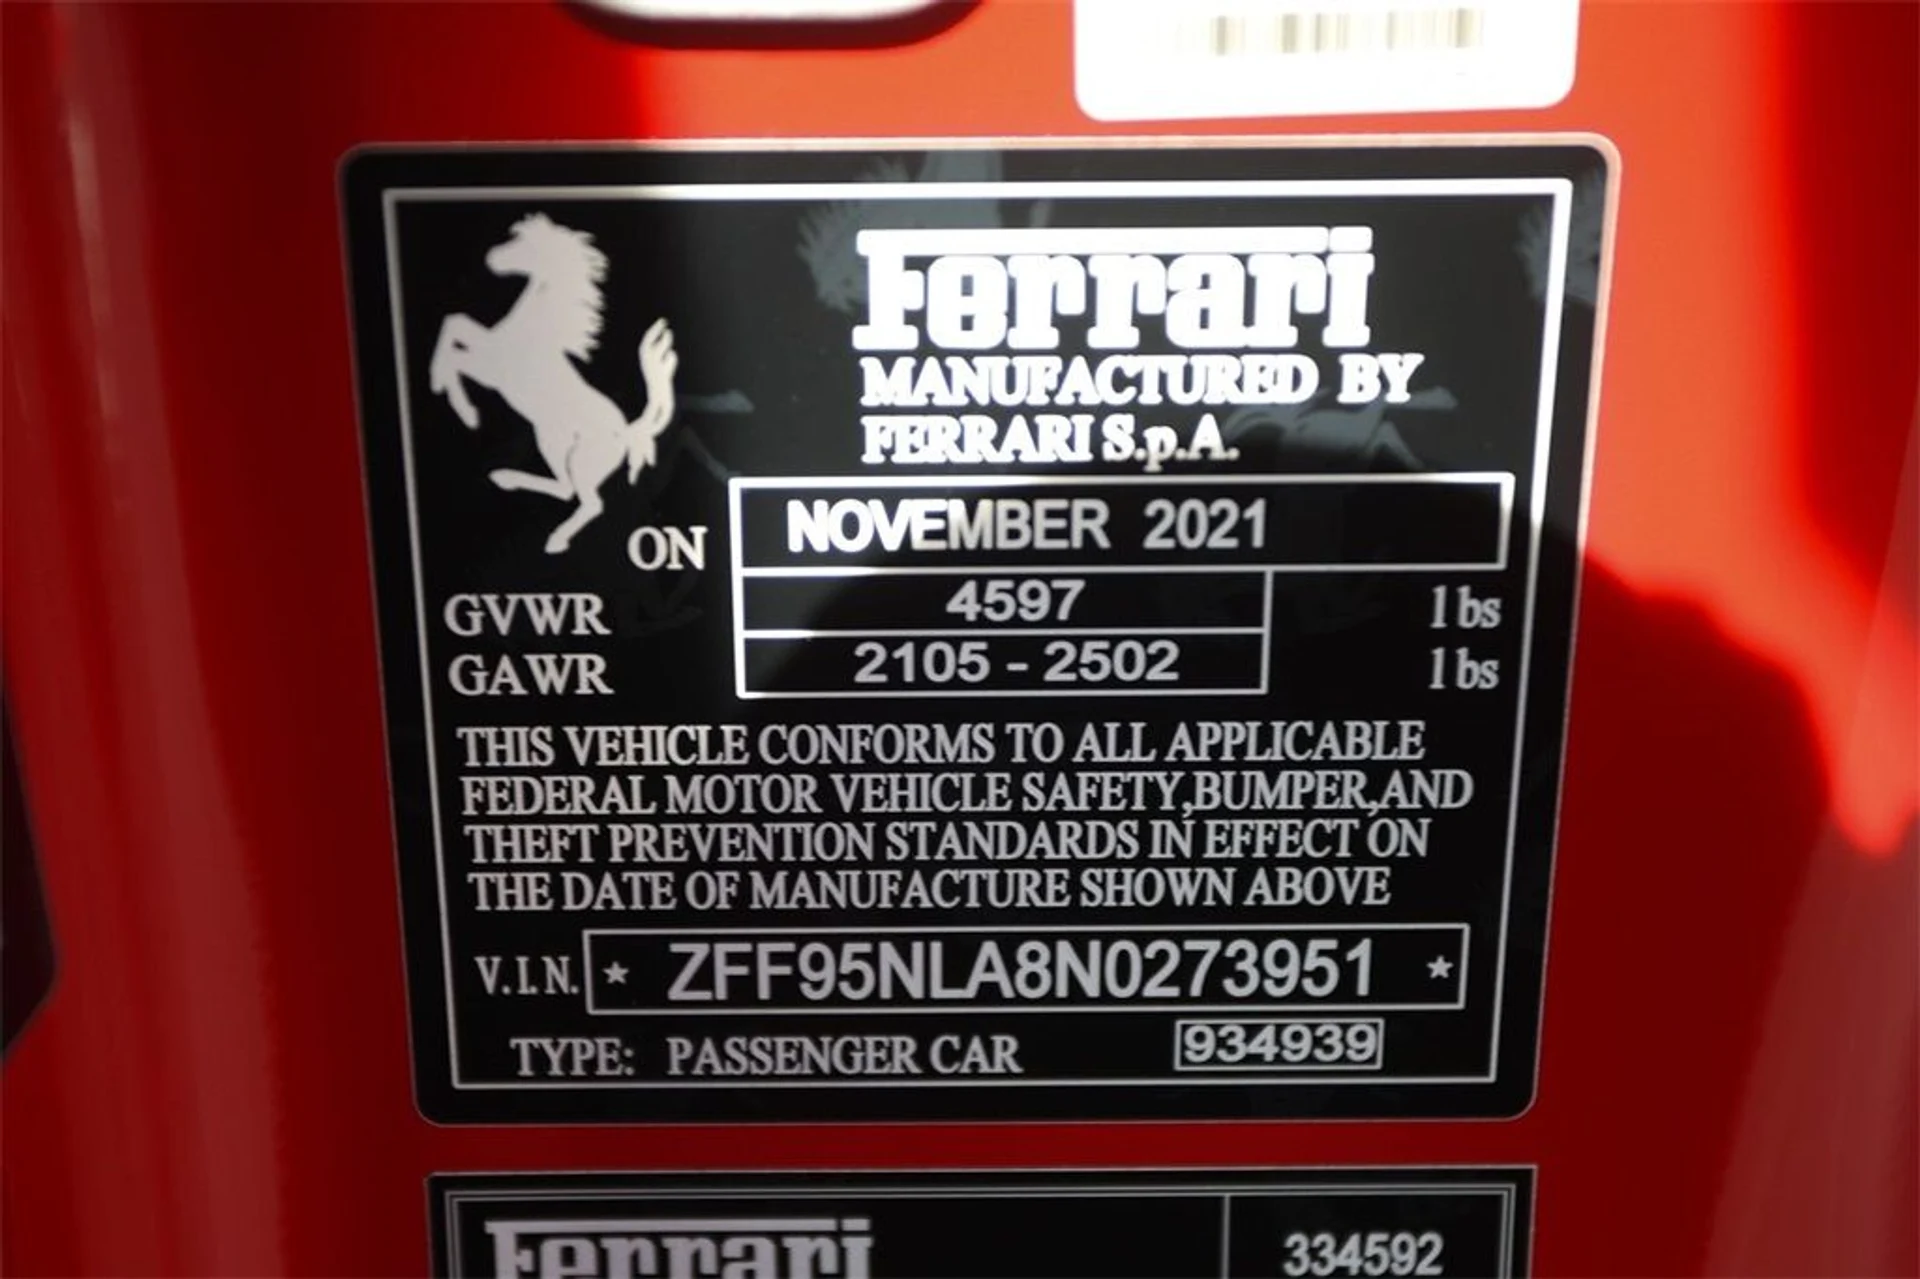 Ferrari
MANUFACTURED BY
FERRARI S.p.A.
ON NOVEMBER 2021
GVWR 4597 lbs
GAWR 2105 - 2502 lbs
THIS VEHICLE CONFORMS TO ALL APPLICABLE
FEDERAL MOTOR VEHICLE SAFETY,BUMPER,AND
THEFT PREVENTION STANDARDS IN EFFECT ON
THE DATE OF MANUFACTURE SHOWN ABOVE
V.I.N. ★ ZFF95NLA8N0273951 ★
TYPE: PASSENGER CAR 934939
Ferrari 334592